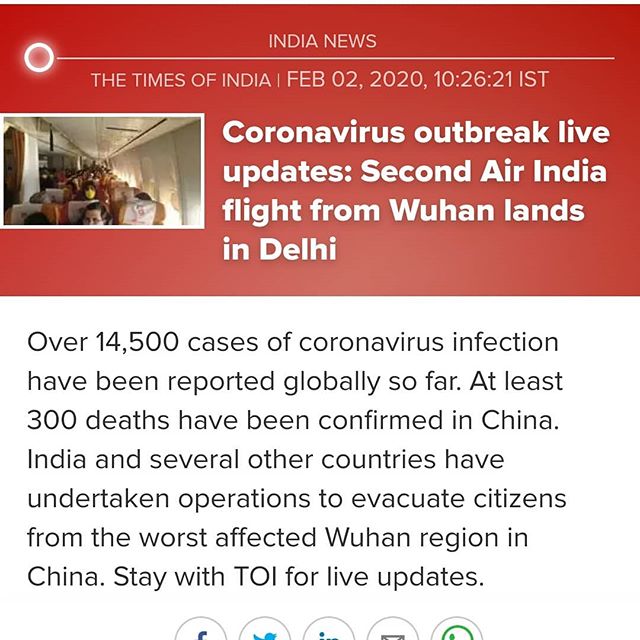 INDIA NEWS
THE TIMES OF INDIA | FEB 02, 2020, 10:26:21 IST
Coronavirus outbreak live
updates: Second Air India
flight from Wuhan lands
in Delhi
Over 14,500 cases of coronavirus infection
have been reported globally so far. At least
300 deaths have been confirmed in China.
India and several other countries have
undertaken operations to evacuate citizens
from the worst affected Wuhan region in
China. Stay with TOI for live updates.